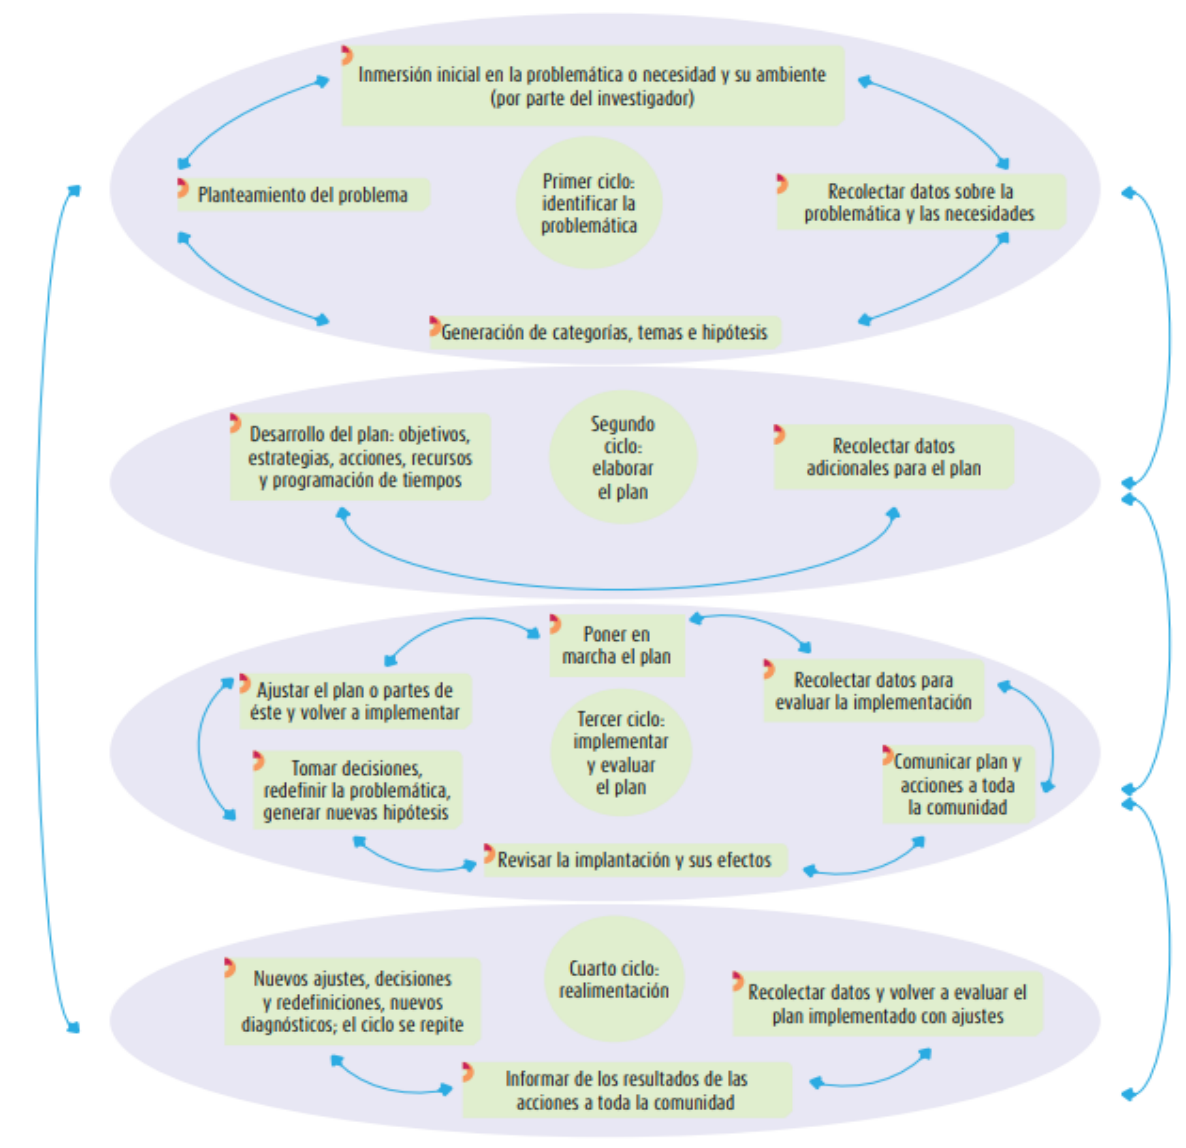 Inmersión inicial en la problemática o necesidad y su ambiente
(por parte del investigador)
Planteamiento del problema
Primer ciclo:
identificar la
problemática
Recolectar datos sobre la
problemática y las necesidades
Generación de categorías, temas e hipótesis
Desarrollo del plan: objetivos,
estrategias, acciones, recursos
y programación de tiempos
Segundo
ciclo:
elaborar
el plan
Recolectar datos
adicionales para el plan
Poner en
marcha el plan
Ajustar el plan o partes de
éste y volver a implementar
Recolectar datos para
evaluar la implementación
Tercer ciclo:
implementar
y evaluar
el plan
Tomar decisiones,
redefinir la problemática,
generar nuevas hipótesis
Comunicar plan y
acciones a toda
la comunidad
Revisar la implantación y sus efectos
Cuarto ciclo:
realimentación
Nuevos ajustes, decisiones
y redefiniciones, nuevos
diagnósticos; el ciclo se repite
Recolectar datos y volver a evaluar el
plan implementado con ajustes
Informar de los resultados de las
acciones a toda la comunidad